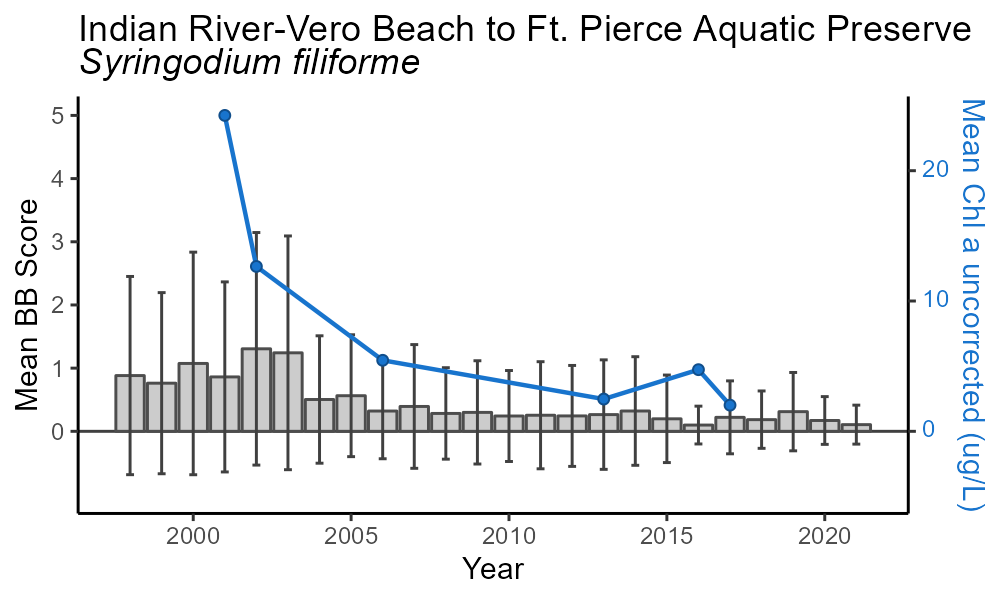 Indian River-Vero Beach to Ft. Pierce Aquatic Preserve
Syringodium filiforme
Mean BB Score
5
4
3
2
1
0
20
10
0
Mean Chl a uncorrected (ug/L)
2000
2005
2010
2015
2020
Year